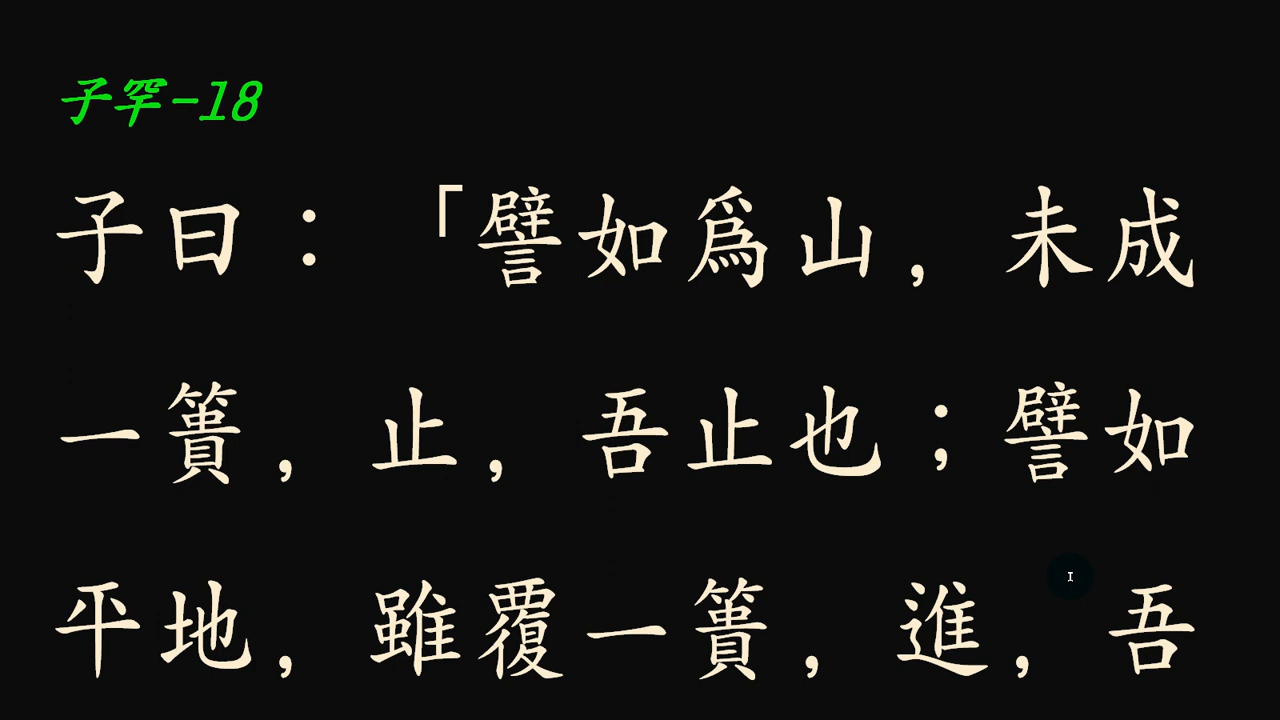 子罕-18
子曰：「譬如爲山，未成
一簣，止，吾止也；譬如
平地，雖覆一簣，進，吾